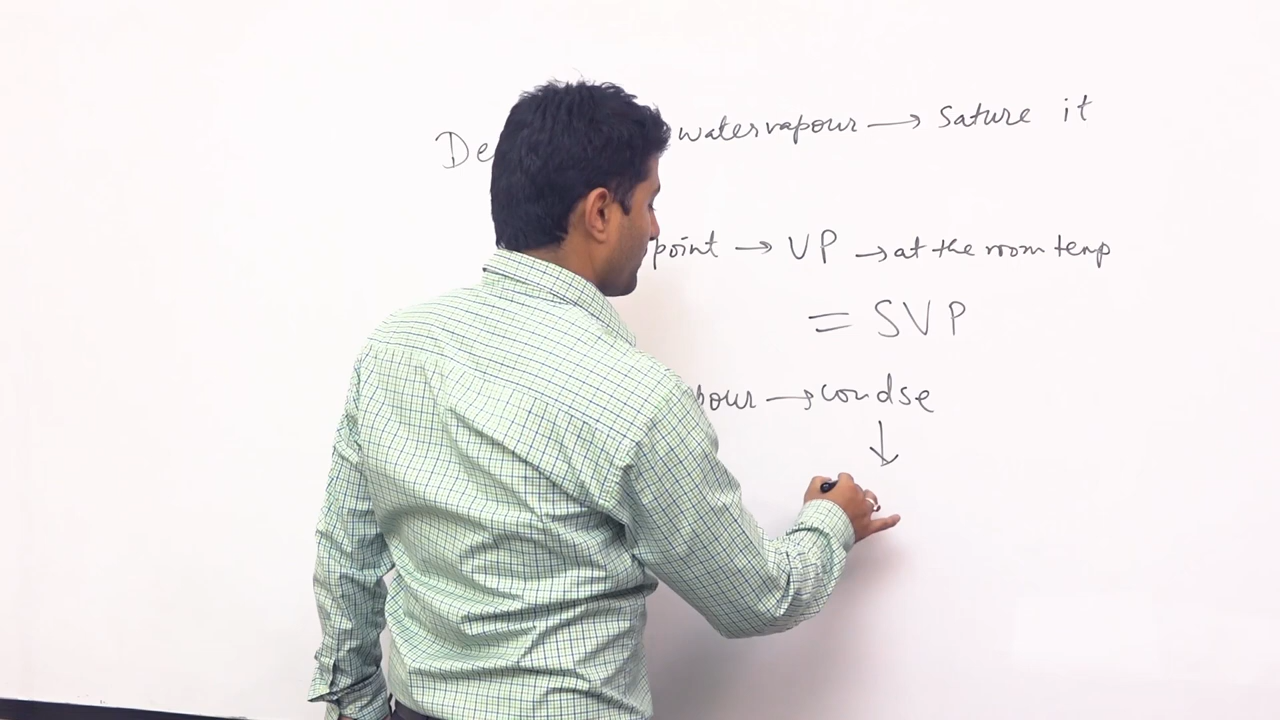 De watervapour → Sature it
point → VP → at the room temp
= SVP
pour → condse
↓